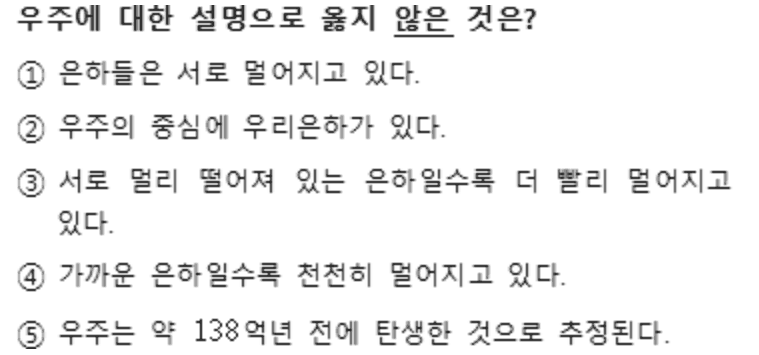 우주에 대한 설명으로 옳지 않은 것은?
① 은하들은 서로 멀어지고 있다.
② 우주의 중심에 우리은하가 있다.
③ 서로 멀리 떨어져 있는 은하일수록 더 빨리 멀어지고
있다.
④ 가까운 은하일수록 천천히 멀어지고 있다.
⑤ 우주는 약 138억년 전에 탄생한 것으로 추정된다.